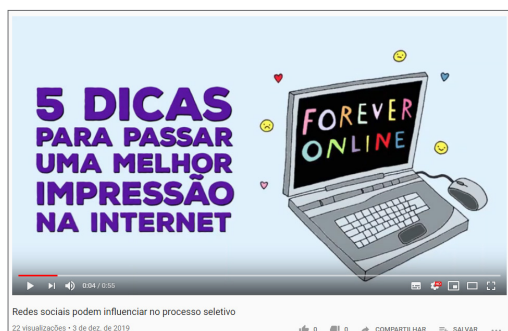 5 DICAS
PARA PASSAR
UMA MELHOR
IMPRESSÃO
NA INTERNET
FOREVER
ONLINE
0:04 / 0:55
Redes sociais podem influenciar no processo seletivo
22 visualizações • 3 de dez. de 2019
0 0 COMPARTILHAR SALVAR ...